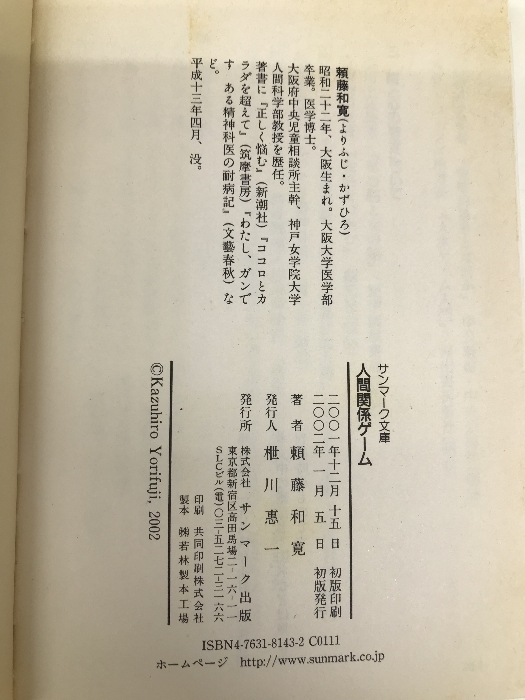 頼藤和寛(よりふじ・かずひろ)
昭和二十二年、大阪生まれ。大阪大学医学部
卒業。医学博士。
大阪府中央児童相談所主幹、神戸女学院大学
人間科学部教授を歴任。
著書に『正しく悩む』(新潮社)『ココロとカ
ラダを超えて』(筑摩書房)『わたし、ガンで
す ある精神科医の耐病記』(文藝春秋)な
ど。
平成十三年四月、没。
サンマーク文庫
人間関係ゲーム
二〇〇一年十二月 十五日 初版印刷
二〇〇二年 一月 五日 初版発行
著 者 頼藤和寛
発行人 枻川惠一
発行所 株式会社 サンマーク出版
東京都新宿区高田馬場二-一六-一一
SLCビル(電)〇三-五二七二-三一六六
印刷 共同印刷株式会社
製本 ㈱若林製本工場
©Kazuhiro Yorifuji, 2002
ISBN4-7631-8143-2 C0111
ホームページ http://www.sunmark.co.jp